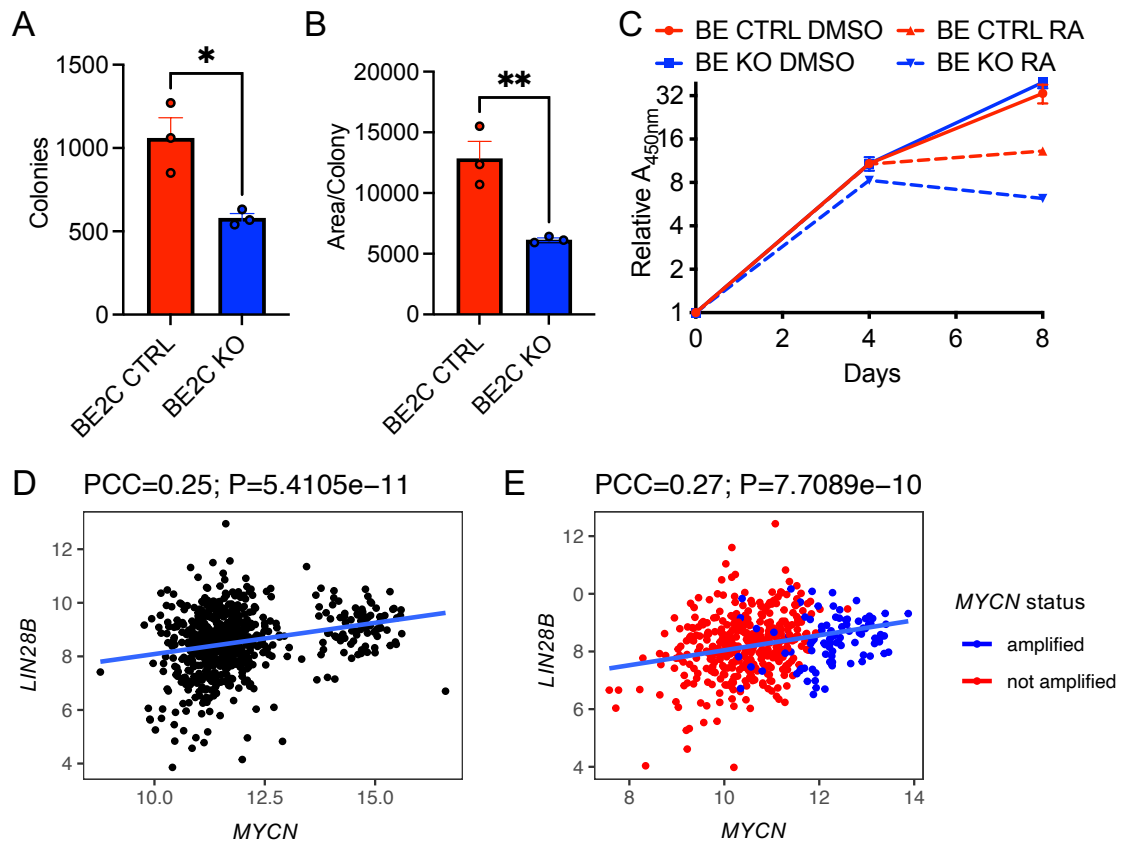 A
Colonies
1500
1000
500
0
*
BE2C CTRL
BE2C KO
B
Area/Colony
20000
15000
10000
5000
0
**
BE2C CTRL
BE2C KO
C
BE CTRL DMSO
BE CTRL RA
BE KO DMSO
BE KO RA
Relative A450nm
32
16
8
4
2
1
0
2
4
6
8
Days
D
PCC=0.25; P=5.4105e−11
LIN28B
12
10
8
6
4
10.0
12.5
15.0
MYCN
E
PCC=0.27; P=7.7089e−10
LIN28B
12
0
8
6
4
8
10
12
14
MYCN
MYCN status
amplified
not amplified